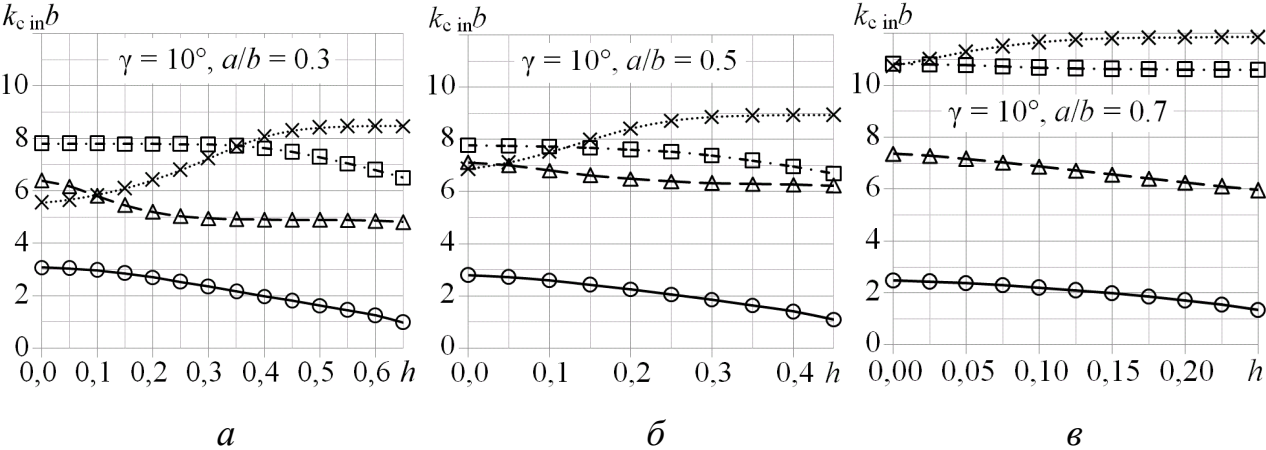 k_c in b
γ = 10°, a/b = 0.3
10
8
6
4
2
0
0,0 0,1 0,2 0,3 0,4 0,5 0,6 h
а
k_c in b
γ = 10°, a/b = 0.5
10
8
6
4
2
0
0,0 0,1 0,2 0,3 0,4 h
б
k_c in b
10
γ = 10°, a/b = 0.7
8
6
4
2
0
0,00 0,05 0,10 0,15 0,20 h
в